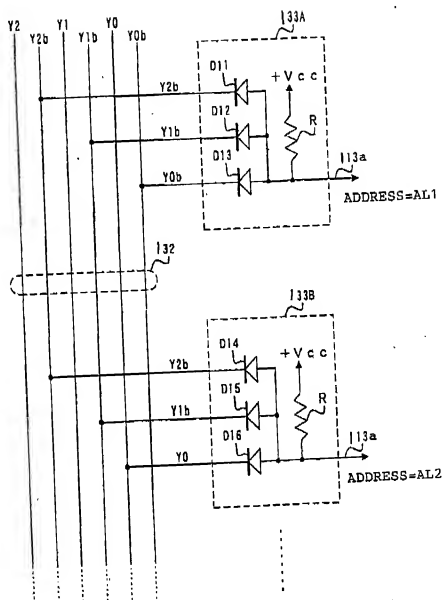 Y2 Y2b Y1 Y1b Y0 Y0b
133A
+Vcc
D11
Y2b
D12
R
Y1b
D13
113a
Y0b
ADDRESS=AL1
132
133B
+Vcc
D14
Y2b
D15
R
Y1b
D16
113a
Y0
ADDRESS=AL2